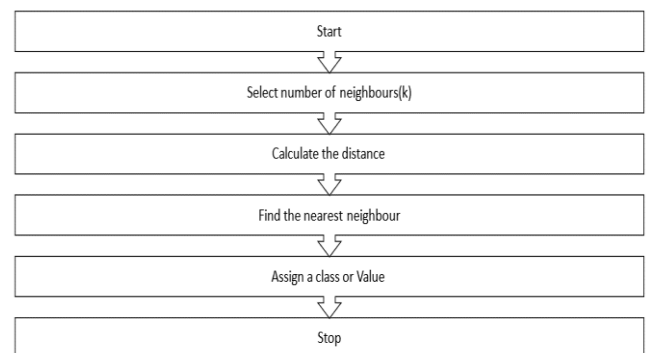 Start
Select number of neighbours(k)
Calculate the distance
Find the nearest neighbour
Assign a class or Value
Stop